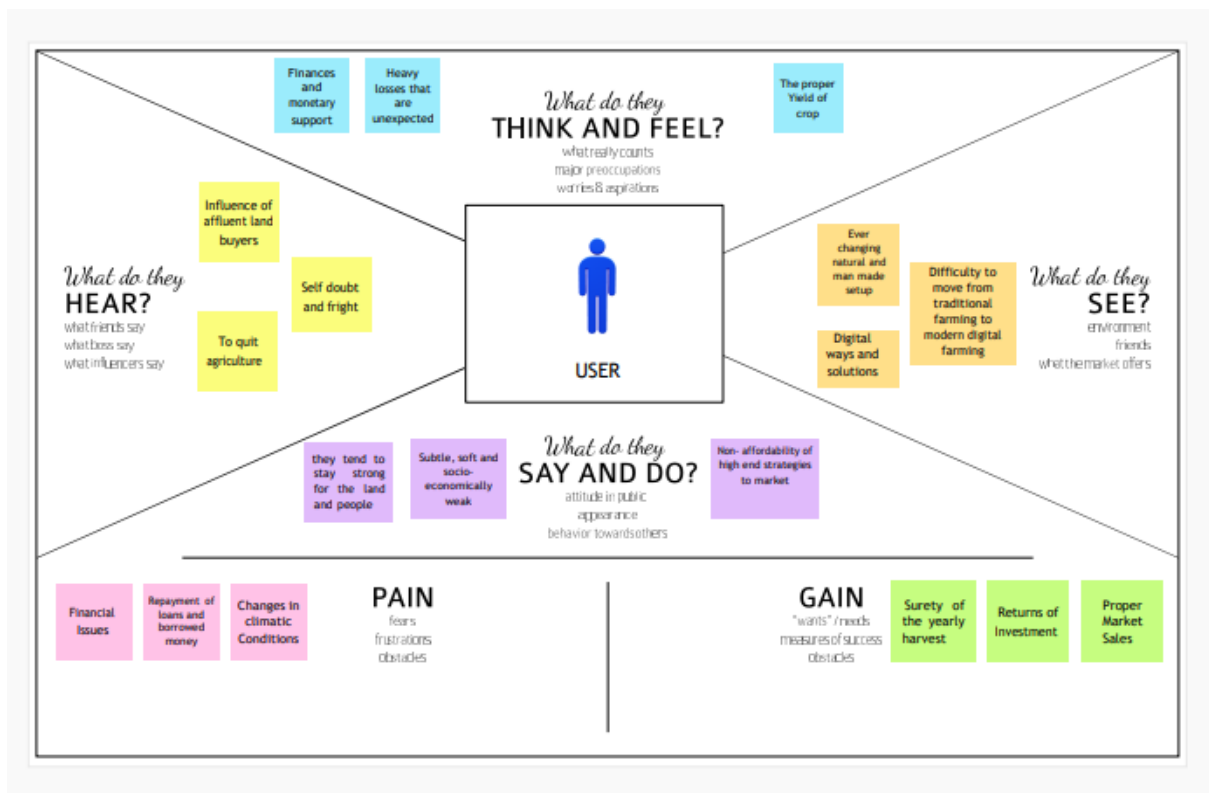 Finances
and
monetary
support
Heavy
losses that
are
unexpected
What do they
THINK AND FEEL?
what really counts
major preoccupations
worries & aspirations
The proper
Yield of
crop
What do they
HEAR?
what friends say
what boss say
what influencers say
Influence of
affluent land
buyers
Self doubt
and fright
To quit
agriculture
USER
Ever
changing
natural and
man made
setup
Difficulty to
move from
traditional
farming to
modern digital
farming
Digital
ways and
solutions
What do they
SEE?
environment
friends
what the market offers
they tend to
stay strong
for the land
and people
Subtle, soft and
socio-
economically
weak
What do they
SAY AND DO?
attitude in public
appearance
behavior towards others
Non- affordability of
high end strategies
to market
Financial
Issues
Repayment of
loans and
borrowed
money
Changes in
climatic
Conditions
PAIN
fears
frustrations
obstacles
GAIN
"wants" / needs
measures of success
obstacles
Surety of
the yearly
harvest
Returns of
Investment
Proper
Market
Sales